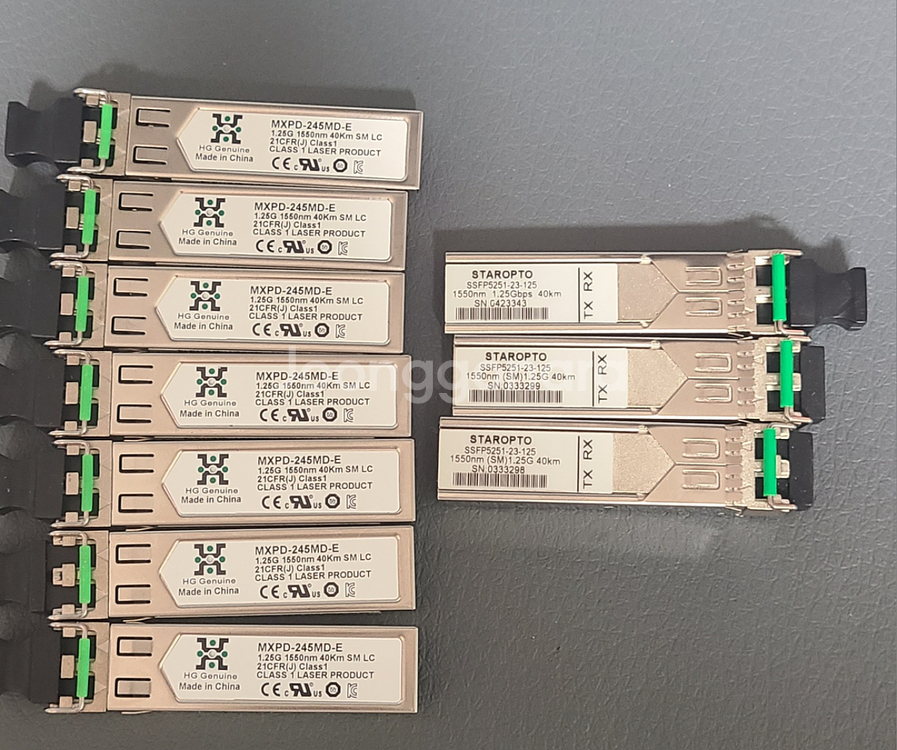 HG Genuine
Made in China
MXPD-245MD-E
1.25G 1550nm 40Km SM LC
21CFR(J) Class1
CLASS 1 LASER PRODUCT
HG Genuine
Made in China
MXPD-245MD-E
1.25G 1550nm 40Km SM LC
21CFR(J) Class1
CLASS 1 LASER PRODUCT
HG Genuine
Made in China
MXPD-245MD-E
1.25G 1550nm 40Km SM LC
21CFR(J) Class1
CLASS 1 LASER PRODUCT
HG Genuine
Made in China
MXPD-245MD-E
1.25G 1550nm 40Km SM LC
21CFR(J) Class1
CLASS 1 LASER PRODUCT
HG Genuine
Made in China
MXPD-245MD-E
1.25G 1550nm 40Km SM LC
21CFR(J) Class1
CLASS 1 LASER PRODUCT
HG Genuine
Made in China
MXPD-245MD-E
1.25G 1550nm 40Km SM LC
21CFR(J) Class1
CLASS 1 LASER PRODUCT
HG Genuine
Made in China
MXPD-245MD-E
1.25G 1550nm 40Km SM LC
21CFR(J) Class1
CLASS 1 LASER PRODUCT
STAROPTO
SSFP5251-23-125
1550nm 1.25Gbps 40km
SN:0423343
TX RX
STAROPTO
SSFP5251-23-125
1550nm (SM)1.25G 40km
SN:0333299
TX RX
STAROPTO
SSFP5251-23-125
1550nm (SM)1.25G 40km
SN:0333298
TX RX